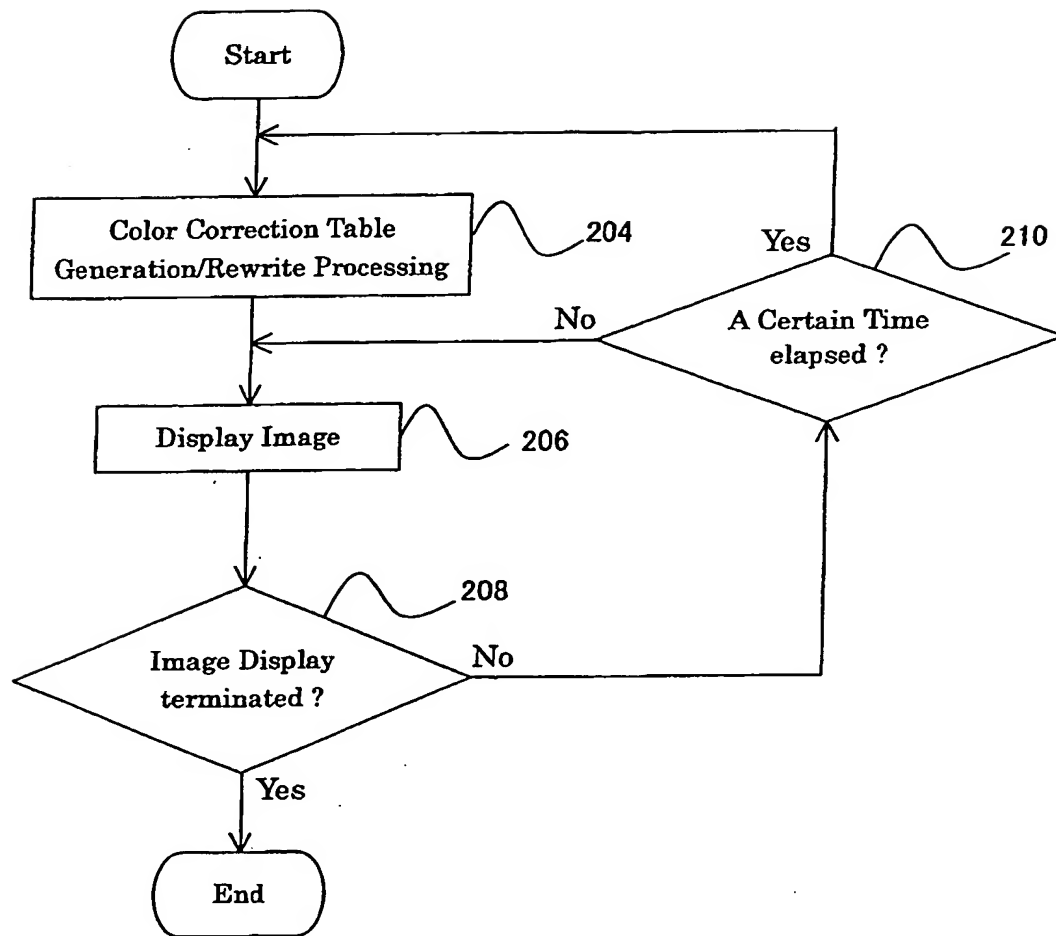 Start
Color Correction Table
Generation/Rewrite Processing
204
Yes
210
No
A Certain Time
elapsed ?
Display Image
206
208
Image Display
terminated ?
No
Yes
End